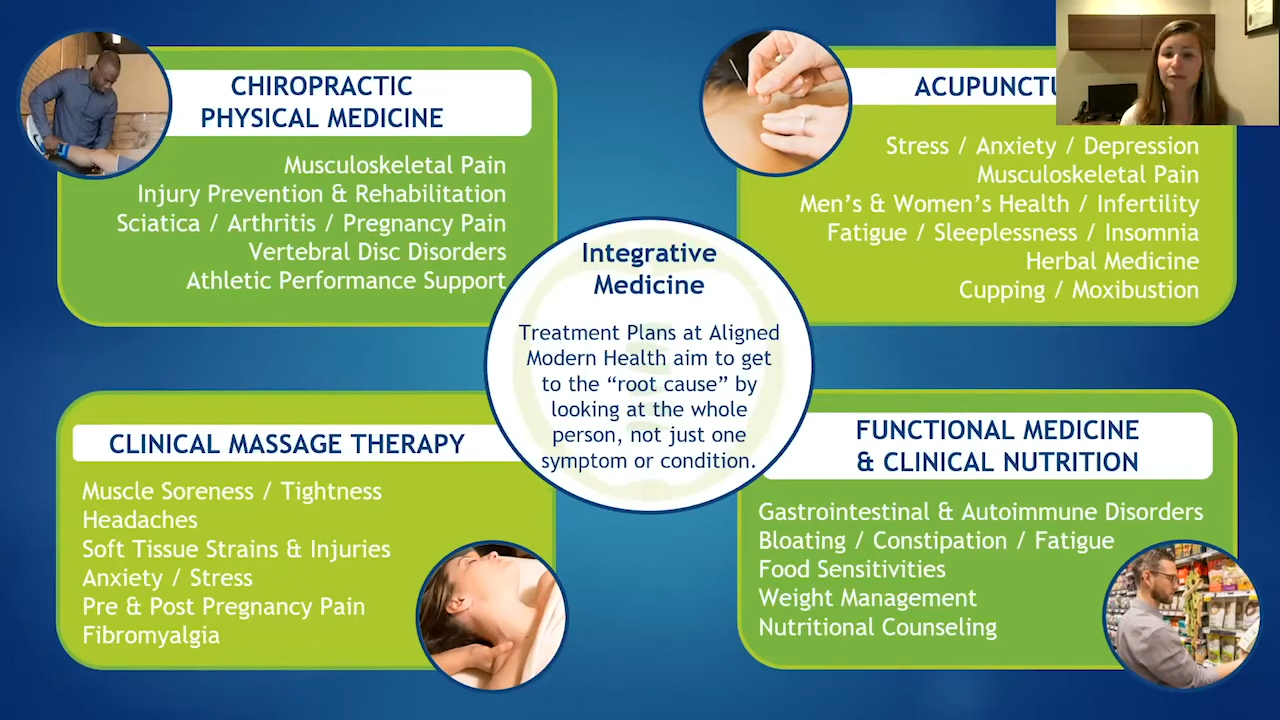 CHIROPRACTIC
PHYSICAL MEDICINE
Musculoskeletal Pain
Injury Prevention & Rehabilitation
Sciatica / Arthritis / Pregnancy Pain
Vertebral Disc Disorders
Athletic Performance Support
ACUPUNCTU
Stress / Anxiety / Depression
Musculoskeletal Pain
Men’s & Women’s Health / Infertility
Fatigue / Sleeplessness / Insomnia
Herbal Medicine
Cupping / Moxibustion
Integrative
Medicine
Treatment Plans at Aligned
Modern Health aim to get
to the “root cause” by
looking at the whole
person, not just one
symptom or condition.
CLINICAL MASSAGE THERAPY
Muscle Soreness / Tightness
Headaches
Soft Tissue Strains & Injuries
Anxiety / Stress
Pre & Post Pregnancy Pain
Fibromyalgia
FUNCTIONAL MEDICINE
& CLINICAL NUTRITION
Gastrointestinal & Autoimmune Disorders
Bloating / Constipation / Fatigue
Food Sensitivities
Weight Management
Nutritional Counseling